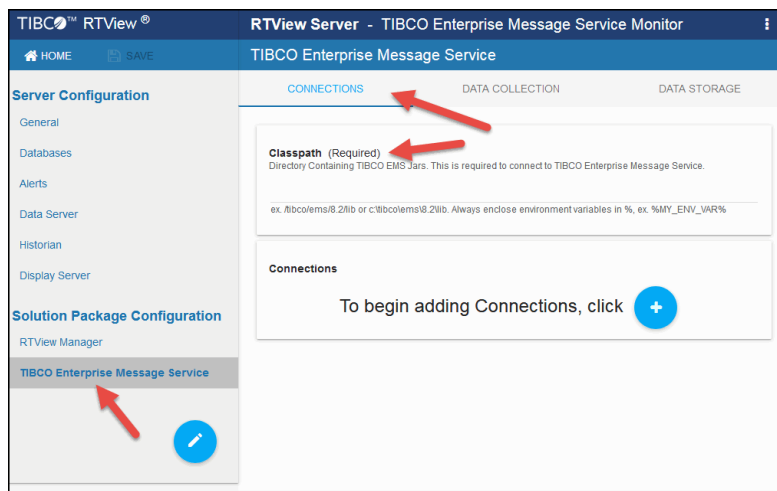 TIBCO™ RTView ®
RTView Server - TIBCO Enterprise Message Service Monitor
HOME
SAVE
TIBCO Enterprise Message Service
Server Configuration
General
Databases
Alerts
Data Server
Historian
Display Server
Solution Package Configuration
RTView Manager
TIBCO Enterprise Message Service
CONNECTIONS
DATA COLLECTION
DATA STORAGE
Classpath (Required)
Directory Containing TIBCO EMS Jars. This is required to connect to TIBCO Enterprise Message Service.
ex. /tibco/ems/8.2/lib or c:\tibco\ems\8.2\lib. Always enclose environment variables in %, ex. %MY_ENV_VAR%
Connections
To begin adding Connections, click +